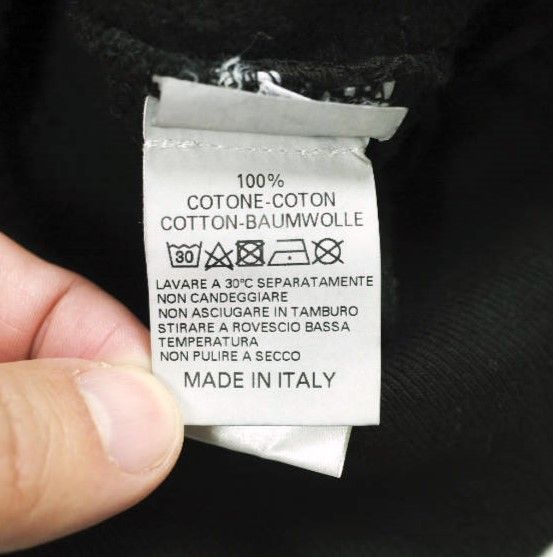 100%
COTONE-COTON
COTTON-BAUMWOLLE
30
LAVARE A 30°C SEPARATAMENTE
NON CANDEGGIARE
NON ASCIUGARE IN TAMBURO
STIRARE A ROVESCIO BASSA
TEMPERATURA
NON PULIRE A SECCO
MADE IN ITALY